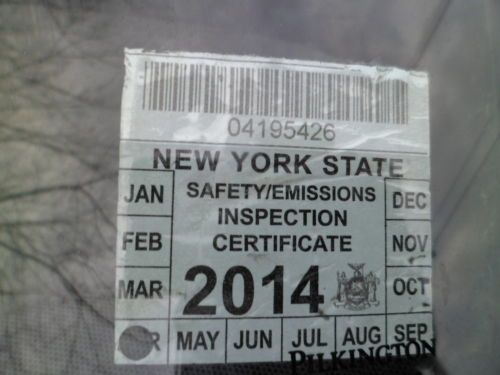 04195426
NEW YORK STATE
JAN SAFETY/EMISSIONS DEC
INSPECTION
FEB CERTIFICATE NOV
MAR 2014 OCT
MAY JUN JUL AUG SEP
PILKINGTON